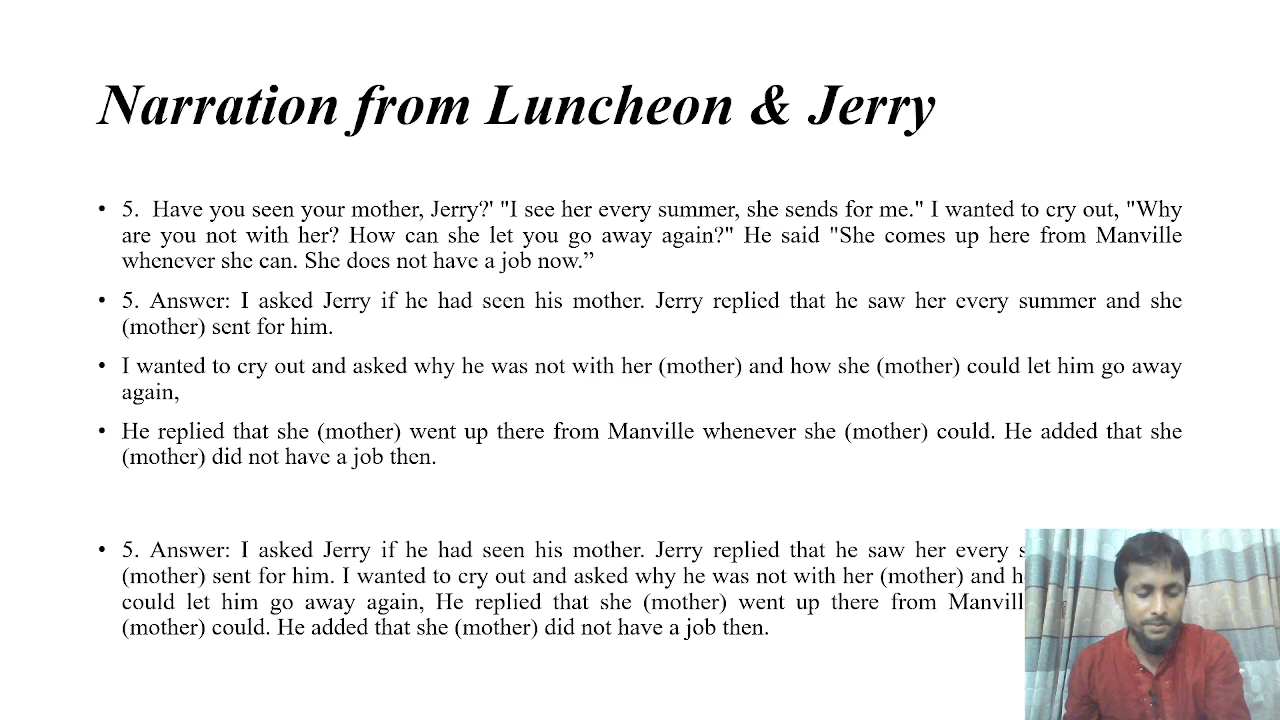 Narration from Luncheon & Jerry
• 5. Have you seen your mother, Jerry?' "I see her every summer, she sends for me." I wanted to cry out, "Why
are you not with her? How can she let you go away again?" He said "She comes up here from Manville
whenever she can. She does not have a job now.”
• 5. Answer: I asked Jerry if he had seen his mother. Jerry replied that he saw her every summer and she
(mother) sent for him.
• I wanted to cry out and asked why he was not with her (mother) and how she (mother) could let him go away
again,
• He replied that she (mother) went up there from Manville whenever she (mother) could. He added that she
(mother) did not have a job then.
• 5. Answer: I asked Jerry if he had seen his mother. Jerry replied that he saw her every
(mother) sent for him. I wanted to cry out and asked why he was not with her (mother) and
could let him go away again, He replied that she (mother) went up there from
(mother) could. He added that she (mother) did not have a job then.